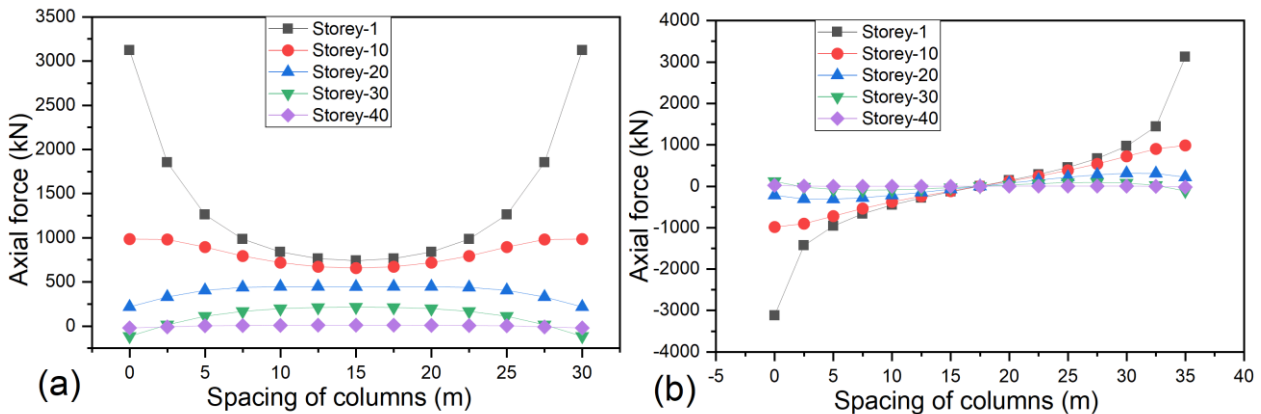 3500
3000
2500
2000
1500
1000
500
0
Axial force (kN)
Storey-1
Storey-10
Storey-20
Storey-30
Storey-40
0 5 10 15 20 25 30
Spacing of columns (m)
(a)
4000
3000
2000
1000
0
-1000
-2000
-3000
-4000
Axial force (kN)
Storey-1
Storey-10
Storey-20
Storey-30
Storey-40
-5 0 5 10 15 20 25 30 35 40
Spacing of columns (m)
(b)